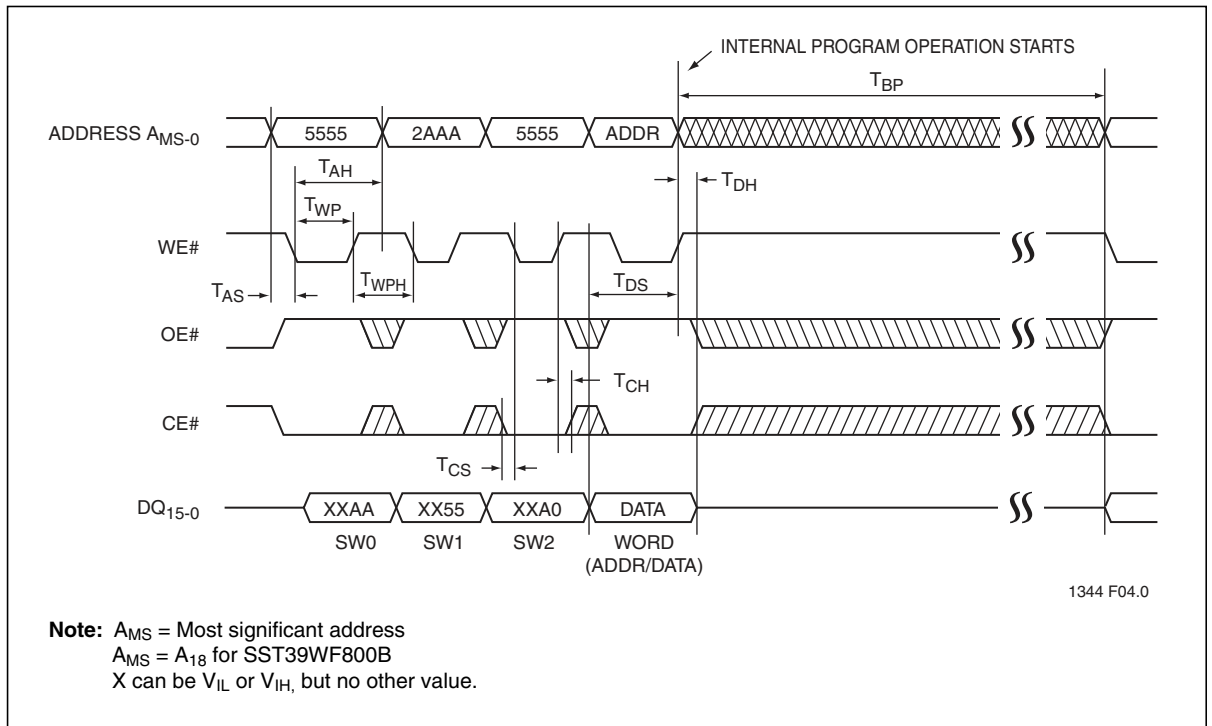 INTERNAL PROGRAM OPERATION STARTS
TBP
ADDRESS AMS-0
5555
2AAA
5555
ADDR
TAH
TDH
TWP
WE#
TAS
TWPH
TDS
OE#
TCH
CE#
TCS
DQ15-0
XXAA
XX55
XXA0
DATA
SW0
SW1
SW2
WORD
(ADDR/DATA)
1344 F04.0
Note: AMS = Most significant address
AMS = A18 for SST39WF800B
X can be VIL or VIH, but no other value.